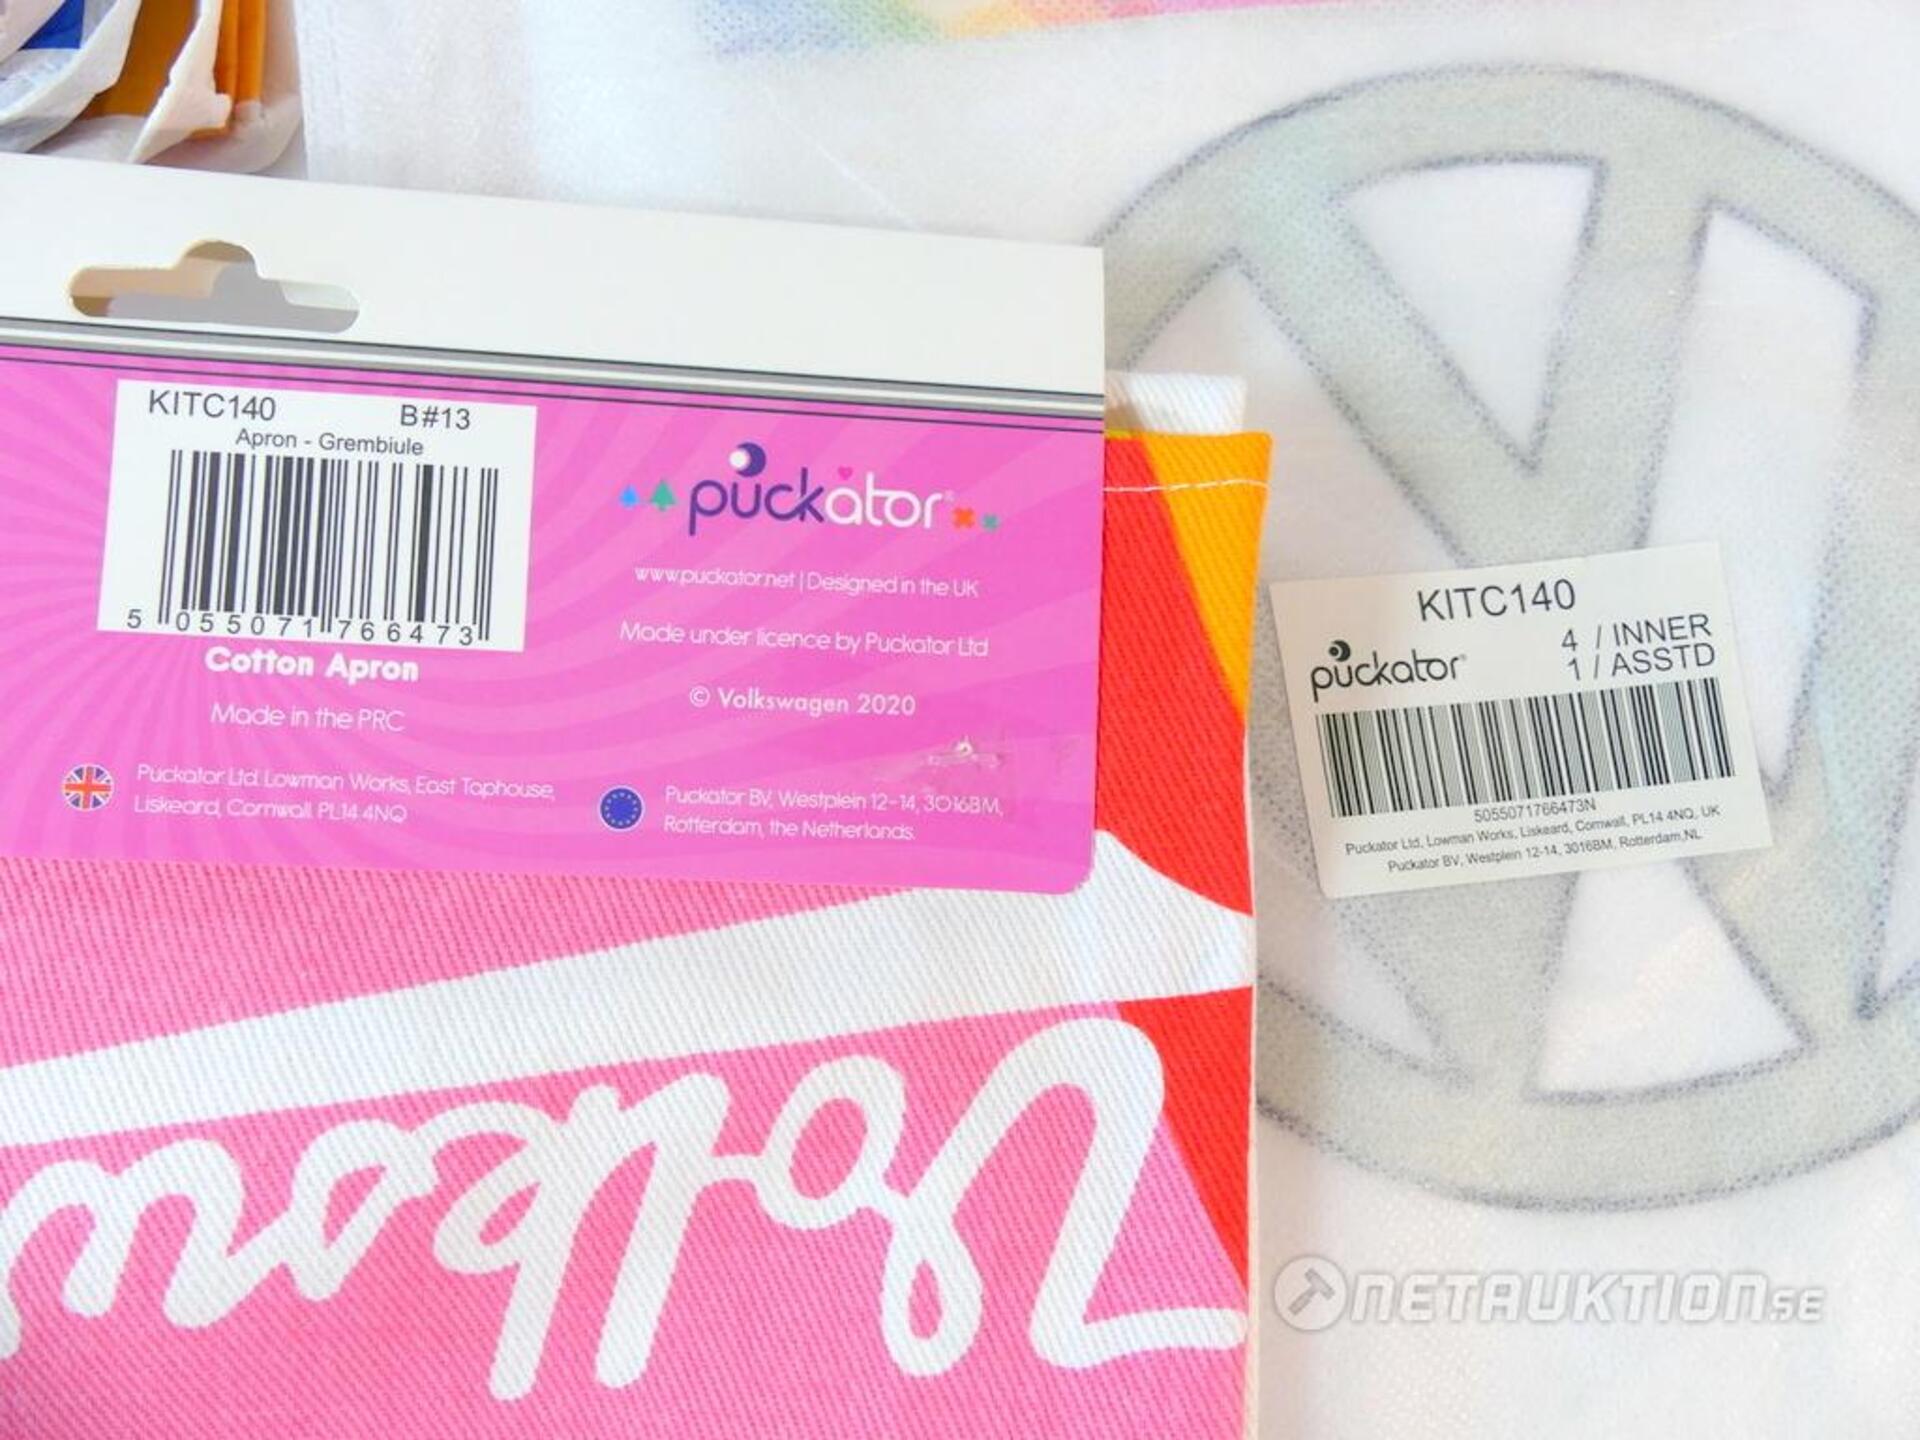 KITC140 B#13
Apron - Grembiule
5 055071 766473
Cotton Apron
Made in the PRC
Puckator Ltd. Lowman Works, East Taphouse,
Liskeard, Cornwall. PL14 4NQ
puckator®
www.puckator.net | Designed in the UK
Made under licence by Puckator Ltd
© Volkswagen 2020
Puckator BV, Westplein 12-14, 3016BM,
Rotterdam, the Netherlands.
KITC140
puckator®
4 / INNER
1 / ASSTD
5055071766473N
Puckator Ltd, Lowman Works, Liskeard, Cornwall, PL14 4NQ, UK
Puckator BV, Westplein 12-14, 3016BM, Rotterdam,NL
NETAUKTION.SE